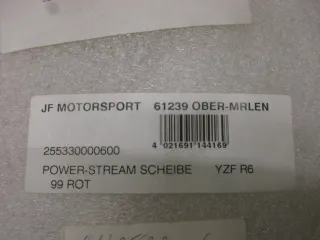 JF MOTORSPORT 61239 OBER-MRLEN
255330000600
4 021691 144169
POWER-STREAM SCHEIBE YZF R6
99 ROT